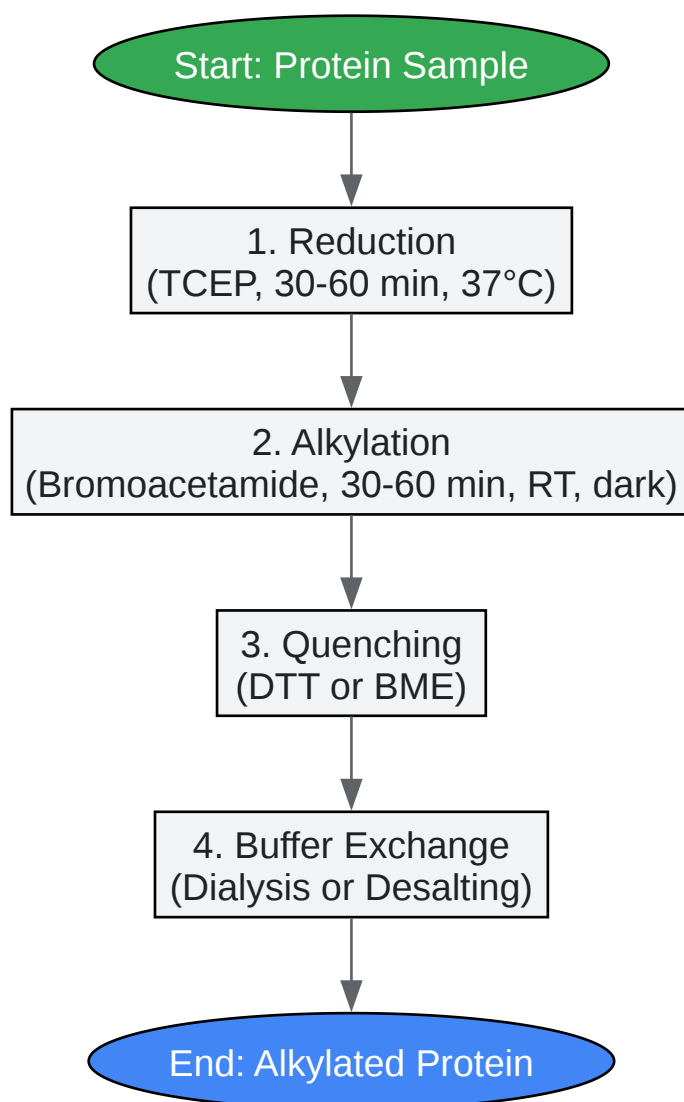 Start: Protein Sample
1. Reduction
(TCEP, 30-60 min, 37°C)
2. Alkylation
(Bromoacetamide, 30-60 min, RT, dark)
3. Quenching
(DTT or BME)
4. Buffer Exchange
(Dialysis or Desalting)
End: Alkylated Protein